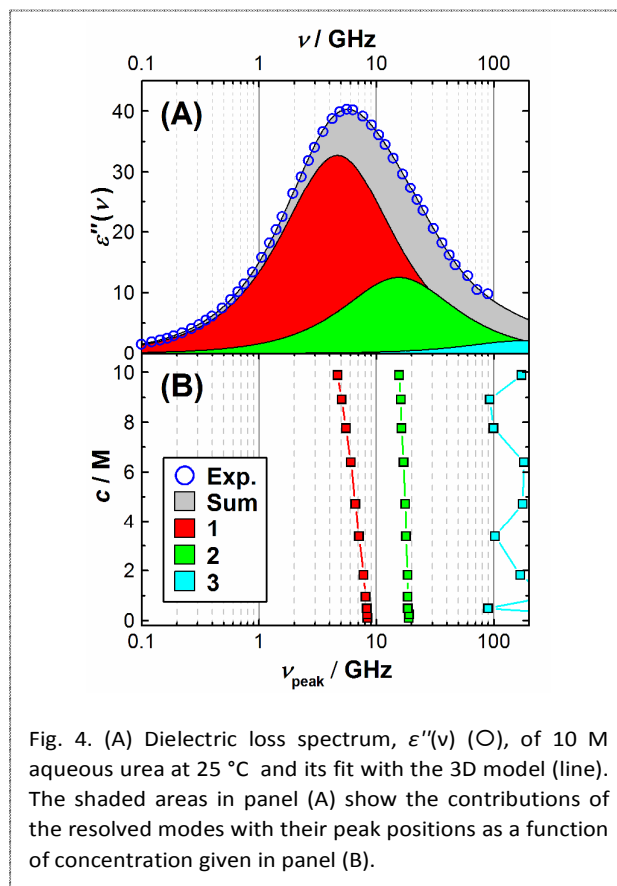 ν / GHz
0.1 1 10 100
(A)
40
30
20
10
0
ε''(ν)
(B)
10
8
6
4
2
0
c / M
Exp.
Sum
1
2
3
0.1 1 10 100
ν_peak / GHz
Fig. 4. (A) Dielectric loss spectrum, ε''(ν) (○), of 10 M
aqueous urea at 25 °C and its fit with the 3D model (line).
The shaded areas in panel (A) show the contributions of
the resolved modes with their peak positions as a function
of concentration given in panel (B).